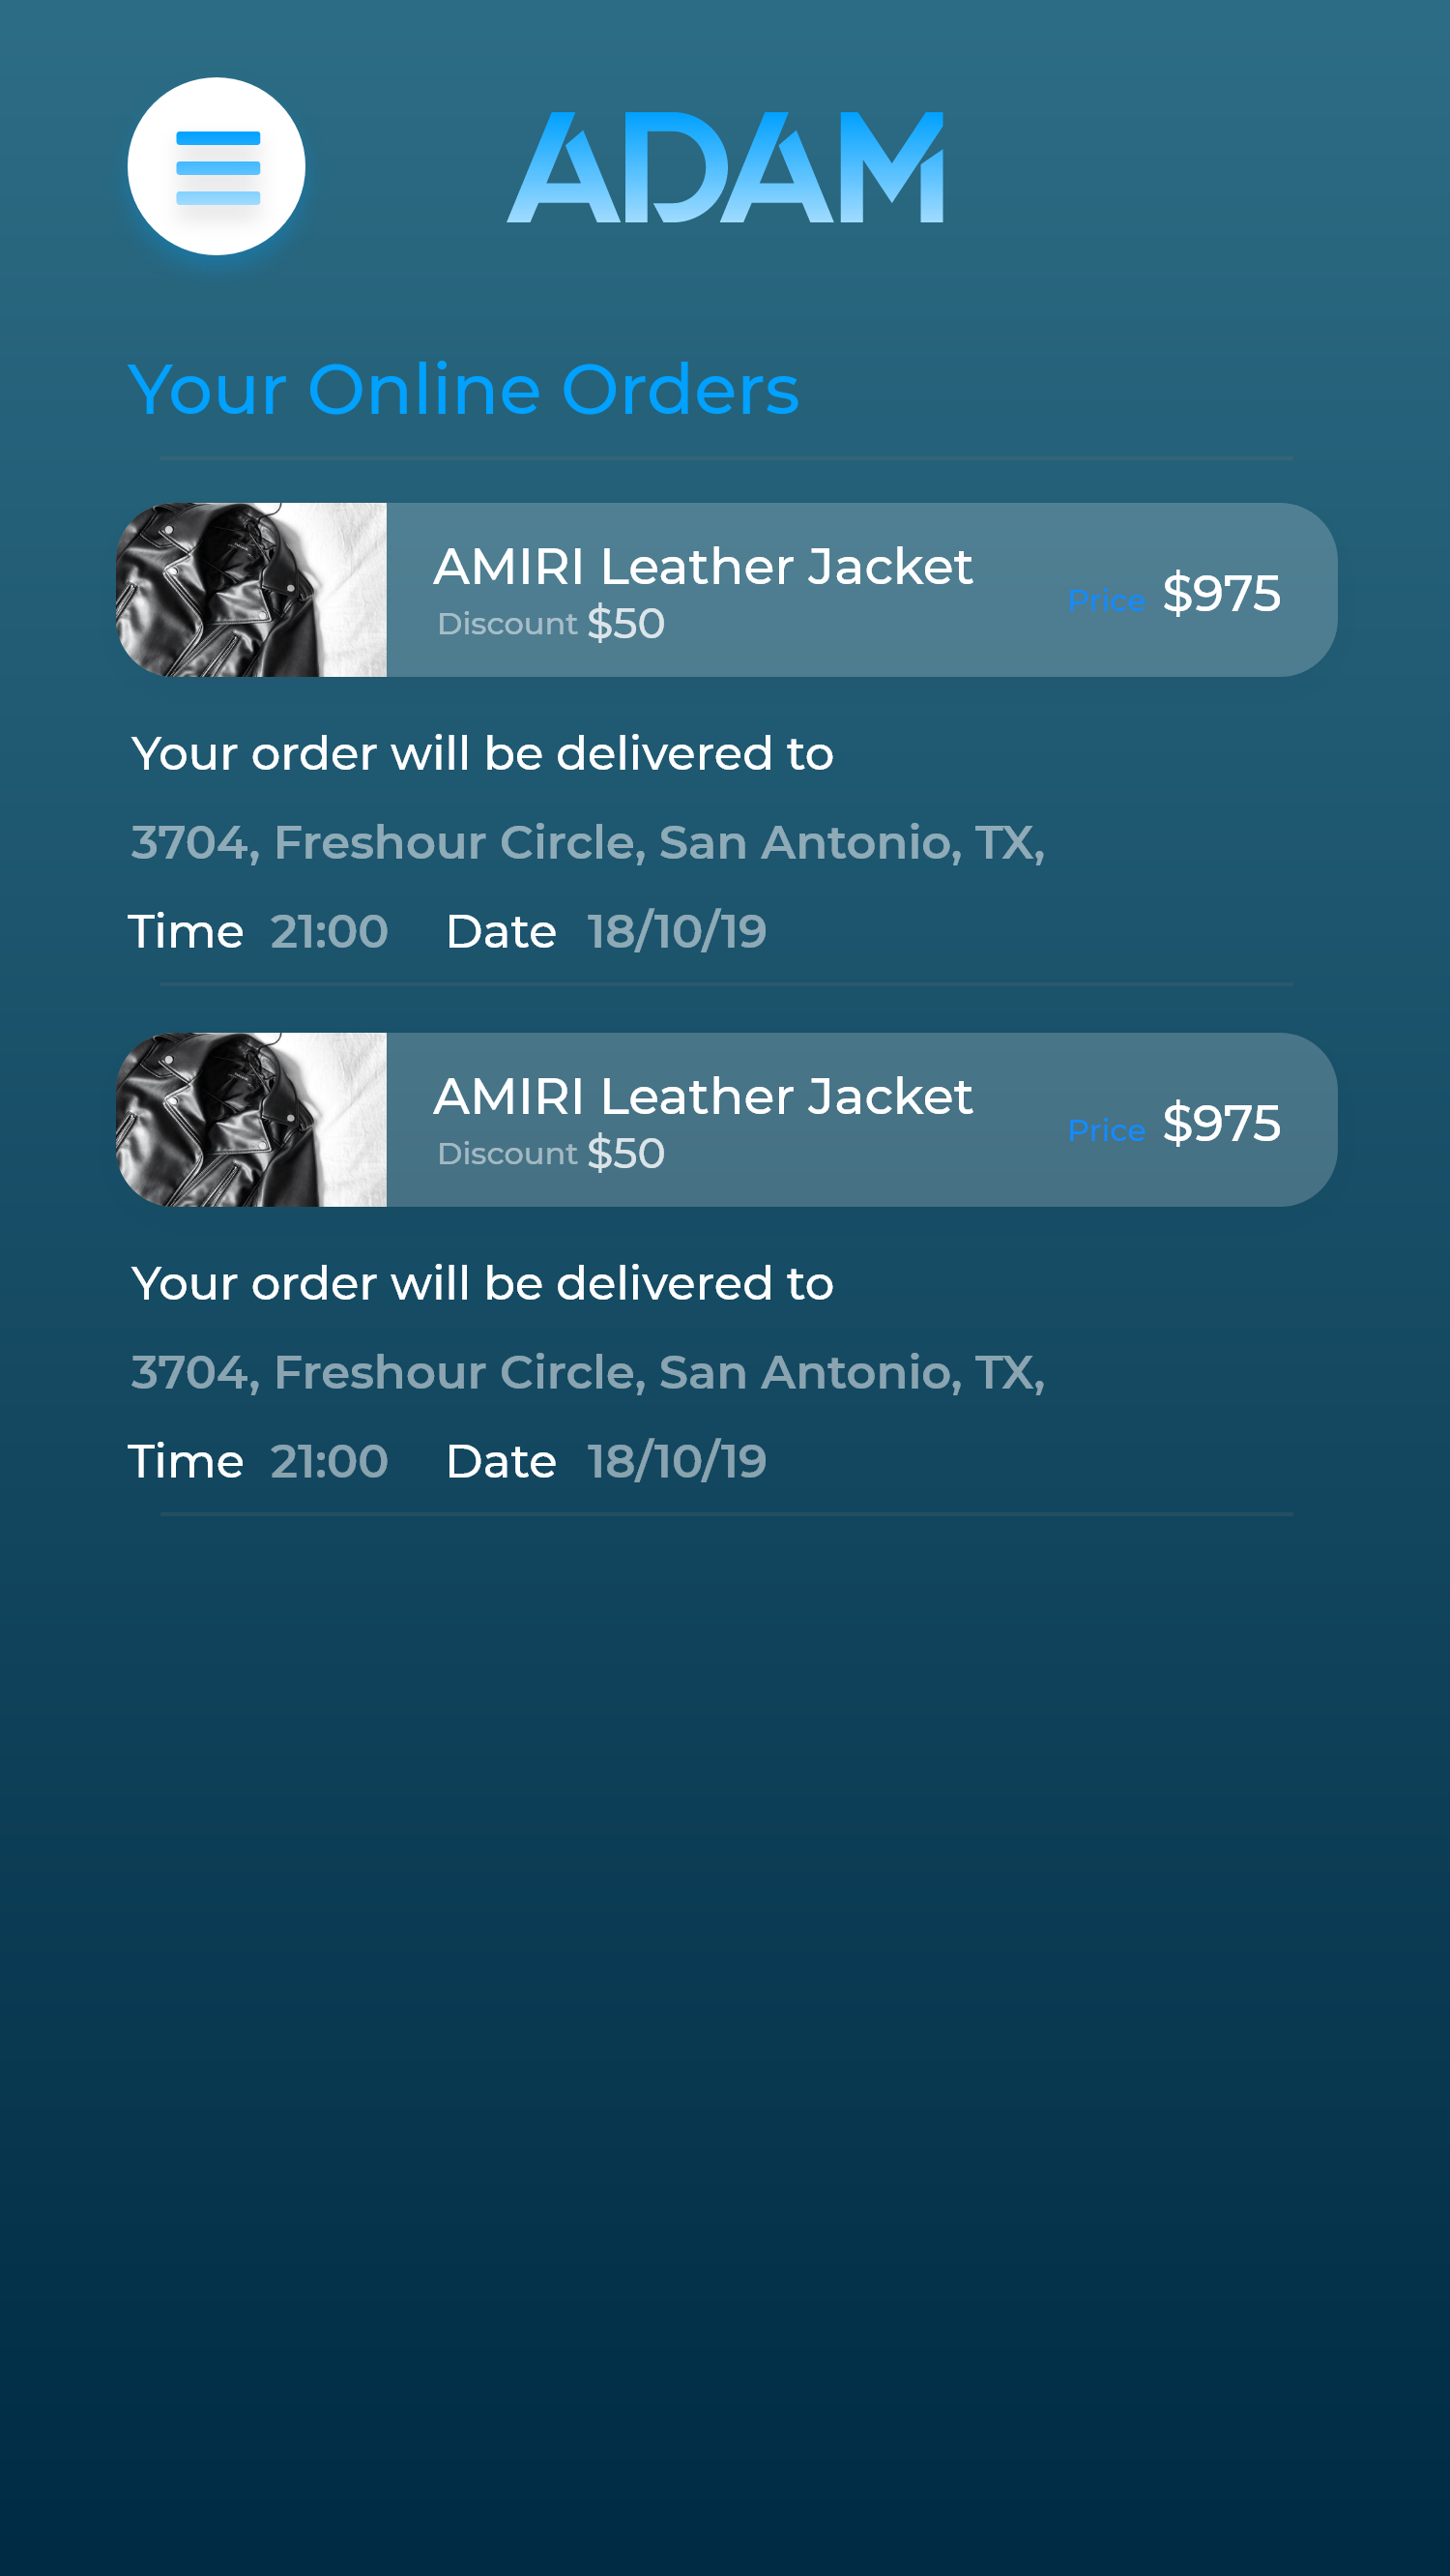 ADAM
Your Online Orders
AMIRI Leather Jacket
Discount $50
Price $975
Your order will be delivered to
3704, Freshour Circle, San Antonio, TX,
Time 21:00 Date 18/10/19
AMIRI Leather Jacket
Discount $50
Price $975
Your order will be delivered to
3704, Freshour Circle, San Antonio, TX,
Time 21:00 Date 18/10/19